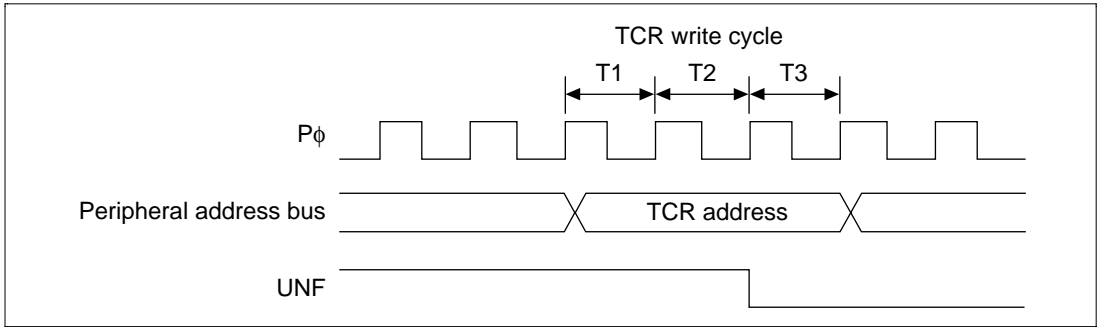 TCR write cycle
T1 T2 T3
Pϕ
Peripheral address bus TCR address
UNF